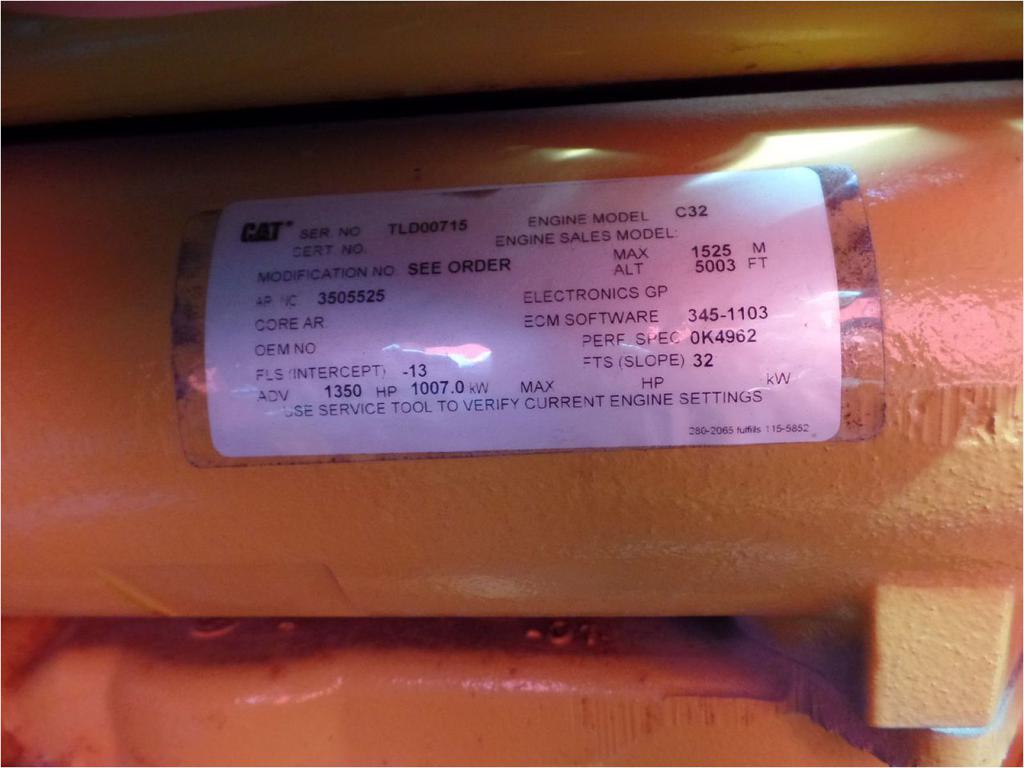 CAT® SER. NO TLD00715 ENGINE MODEL C32
CERT. NO. ENGINE SALES MODEL:
MODIFICATION NO. SEE ORDER MAX ALT 1525 M 5003 FT
AR. NO 3505525 ELECTRONICS GP
CORE AR. ECM SOFTWARE 345-1103
OEM NO PERF. SPEC 0K4962
FLS (INTERCEPT) -13 FTS (SLOPE) 32
ADV 1350 HP 1007.0 kW MAX HP kW
USE SERVICE TOOL TO VERIFY CURRENT ENGINE SETTINGS
280-2065 fulfills 115-5852